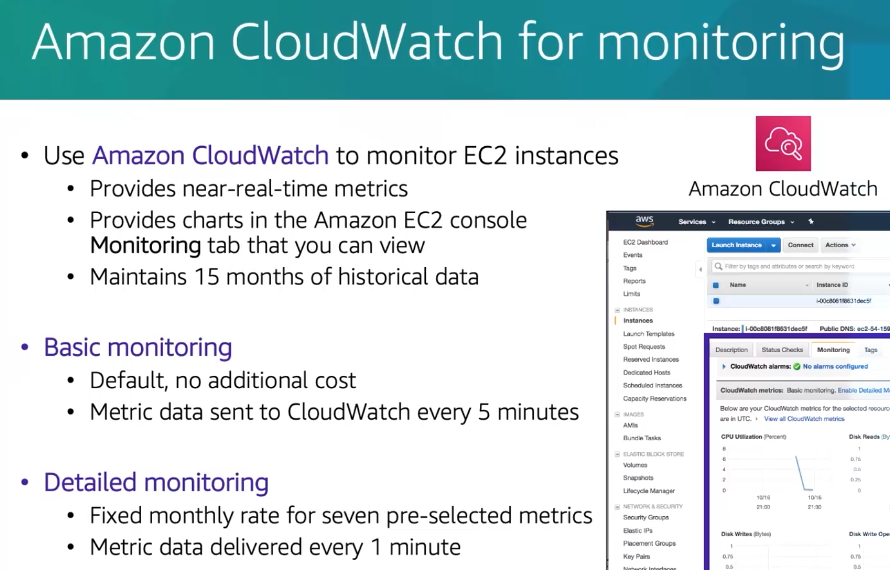 Amazon CloudWatch for monitoring
• Use Amazon CloudWatch to monitor EC2 instances
• Provides near-real-time metrics
• Provides charts in the Amazon EC2 console
Monitoring tab that you can view
• Maintains 15 months of historical data
• Basic monitoring
• Default, no additional cost
• Metric data sent to CloudWatch every 5 minutes
• Detailed monitoring
• Fixed monthly rate for seven pre-selected metrics
• Metric data delivered every 1 minute
Amazon CloudWatch
aws Services Resource Groups
EC2 Dashboard
Events
Tags
Reports
Limits
INSTANCES
Instances
Launch Templates
Spot Requests
Reserved Instances
Dedicated Hosts
Scheduled Instances
Capacity Reservations
IMAGES
AMIs
Bundle Tasks
ELASTIC BLOCK STORE
Volumes
Snapshots
Lifecycle Manager
NETWORK & SECURITY
Security Groups
Elastic IPs
Placement Groups
Key Pairs
Network Interfaces
Launch Instance Connect Actions
Filter by tags and attributes or search by keyword
Name Instance ID
i-00c8081f8631dec5f
Instance: i-00c8081f8631dec5f Public DNS: ec2-54-159
Description Status Checks Monitoring Tags
CloudWatch alarms: No alarms configured
CloudWatch metrics: Basic monitoring. Enable Detailed
Below are your CloudWatch metrics for the selected
are in UTC. View all CloudWatch metrics
CPU Utilization (Percent)
8
6
4
2
0
10/16 10/16
21:00 21:30
Disk Reads
1
0.75
0.5
0.25
0
Disk Writes (Bytes)
1
0.75
0.5
Disk Write
1
0.75
0.5